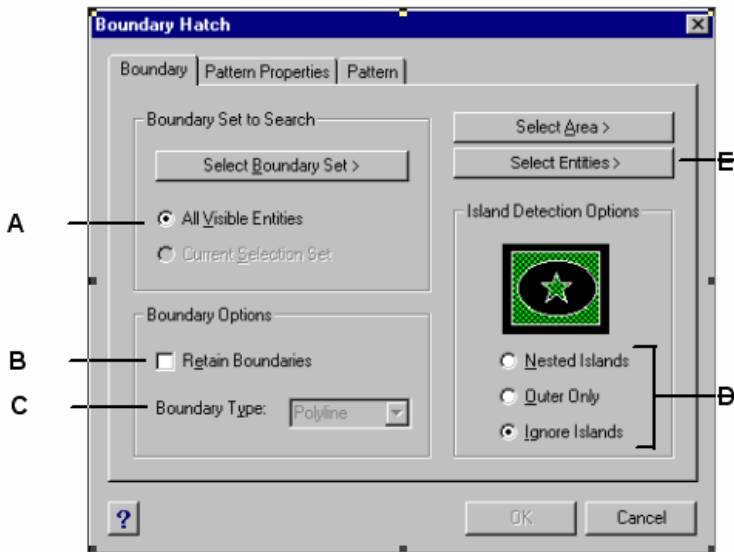 Boundary Hatch
Boundary
Pattern Properties
Pattern
Boundary Set to Search
Select Boundary Set >
All Visible Entities
Current Selection Set
Boundary Options
Retain Boundaries
Boundary Type:
Polyline
Select Area >
Select Entities >
Island Detection Options
Nested Islands
Outer Only
Ignore Islands
?
OK
Cancel
A
B
C
E
D